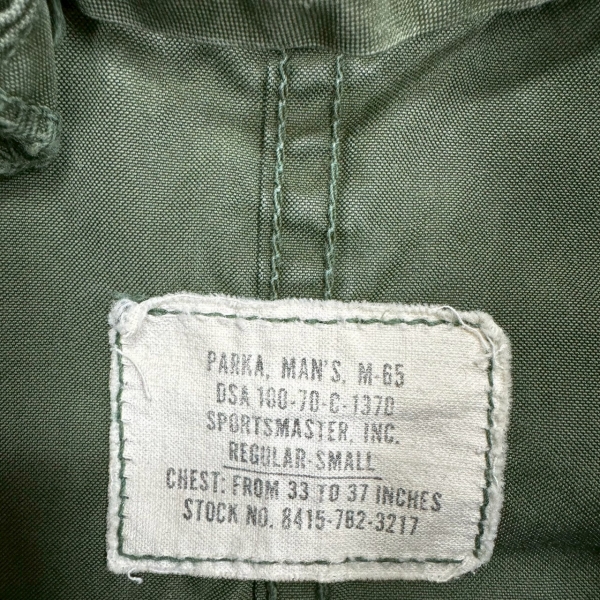 PARKA, MAN'S, M-65
DSA 100-70-C-1370
SPORTSMASTER, INC.
REGULAR-SMALL
CHEST: FROM 33 TO 37 INCHES
STOCK NO. 8415-782-3217